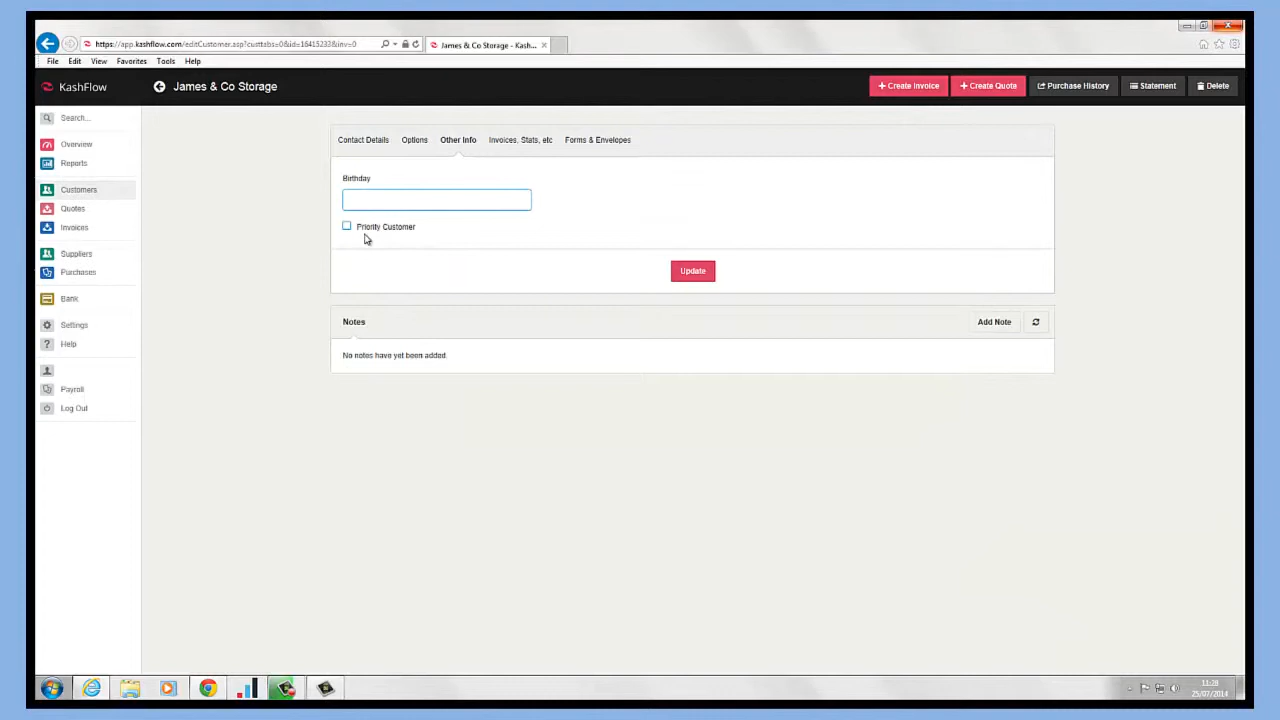 https://app.kashflow.com/editCustomer.asp?custtabs=0&id=16415233&inv=0
James & Co Storage - Kash...
File Edit View Favorites Tools Help
KashFlow
James & Co Storage
Create Invoice
Create Quote
Purchase History
Statement
Delete
Search...
Overview
Reports
Customers
Quotes
Invoices
Suppliers
Purchases
Bank
Settings
Help
Payroll
Log Out
Contact Details Options Other Info Invoices, Stats, etc Forms & Envelopes
Birthday
Priority Customer
Update
Notes
Add Note
No notes have yet been added.
11:28
25/07/2014